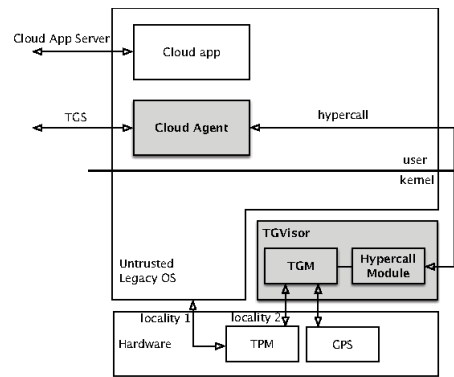 Cloud App Server
Cloud app
TGS
Cloud Agent
hypercall
user
kernel
TGVisor
TGM
Hypercall
Module
Untrusted
Legacy OS
locality 1
locality 2
Hardware
TPM
GPS